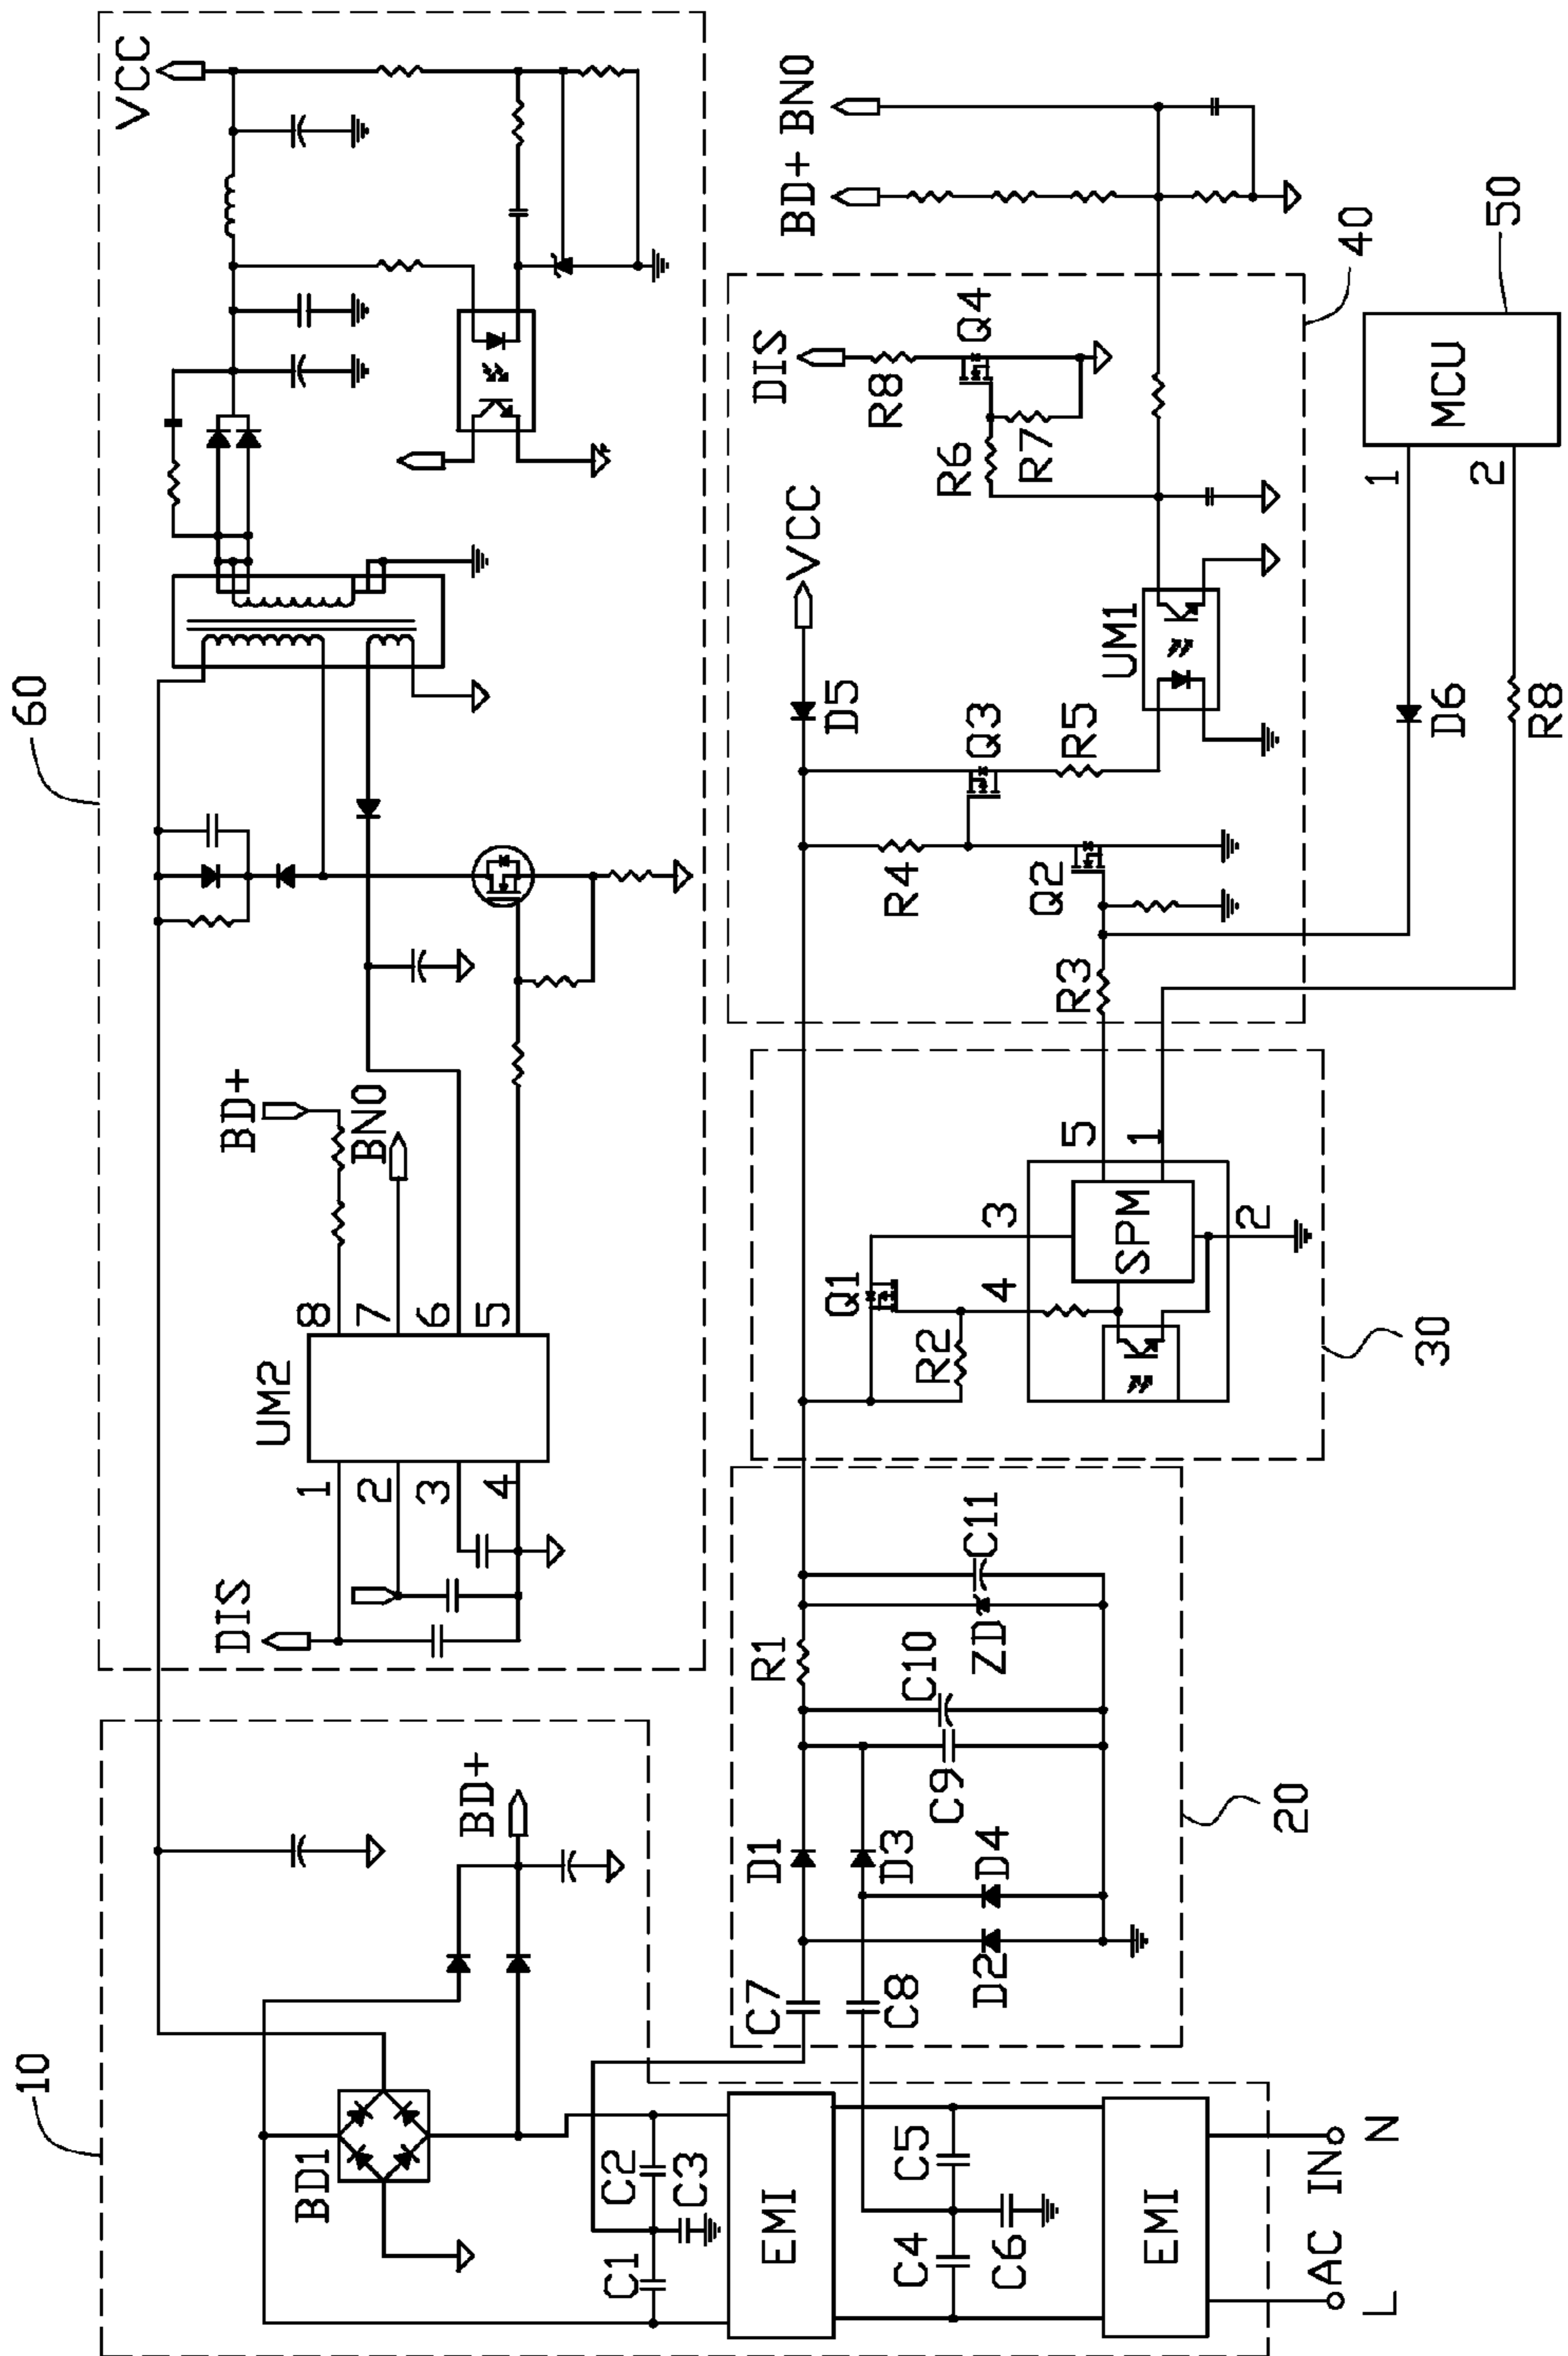 60
VCC
BD+
BN0
UM2
1
2
3
4
8
7
6
5
DIS
10
BD1
BD+
C1
C2
C3
EMI
C4
C5
C6
EMI
L
AC IN
N
C7
C8
D1
D2
D3
D4
C9
C10
R1
ZD
C11
20
Q1
R2
3
4
SPM
5
1
2
30
VCC
D5
R4
Q3
R5
Q2
R3
UM1
DIS
R8
Q4
R6
R7
BD+
BN0
40
50
MCU
1
2
D6
R8